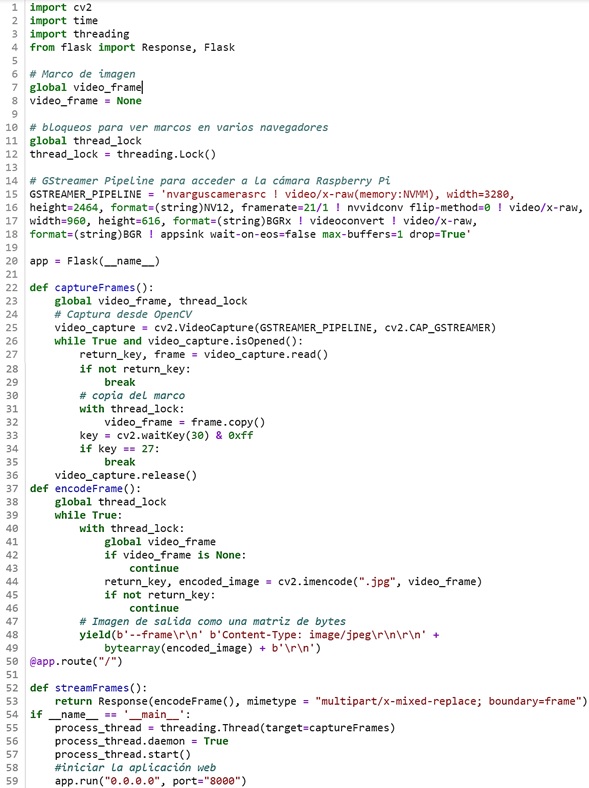 1 import cv2
2 import time
3 import threading
4 from flask import Response, Flask
5
6 # Marco de imagen
7 global video_frame
8 video_frame = None
9
10 # bloqueos para ver marcos en varios navegadores
11 global thread_lock
12 thread_lock = threading.Lock()
13
14 # GStreamer Pipeline para acceder a la cámara Raspberry Pi
15 GSTREAMER_PIPELINE = 'nvarguscamerasrc ! video/x-raw(memory:NVMM), width=3280,
16 height=2464, format=(string)NV12, framerate=21/1 ! nvvidconv flip-method=0 ! video/x-raw,
17 width=960, height=616, format=(string)BGRx ! videoconvert ! video/x-raw,
18 format=(string)BGR ! appsink wait-on-eos=false max-buffers=1 drop=True'
19
20 app = Flask(__name__)
21
22 def captureFrames():
23     global video_frame, thread_lock
24     # Captura desde OpenCV
25     video_capture = cv2.VideoCapture(GSTREAMER_PIPELINE, cv2.CAP_GSTREAMER)
26     while True and video_capture.isOpened():
27         return_key, frame = video_capture.read()
28         if not return_key:
29             break
30         # copia del marco
31         with thread_lock:
32             video_frame = frame.copy()
33         key = cv2.waitKey(30) & 0xff
34         if key == 27:
35             break
36     video_capture.release()
37 def encodeFrame():
38     global thread_lock
39     while True:
40         with thread_lock:
41             global video_frame
42             if video_frame is None:
43                 continue
44             return_key, encoded_image = cv2.imencode(".jpg", video_frame)
45             if not return_key:
46                 continue
47         # Imagen de salida como una matriz de bytes
48         yield(b'--frame\r\n' b'Content-Type: image/jpeg\r\n\r\n' +
49             bytearray(encoded_image) + b'\r\n')
50 @app.route("/")
51
52 def streamFrames():
53     return Response(encodeFrame(), mimetype = "multipart/x-mixed-replace; boundary=frame")
54 if __name__ == '__main__':
55     process_thread = threading.Thread(target=captureFrames)
56     process_thread.daemon = True
57     process_thread.start()
58     #iniciar la aplicación web
59     app.run("0.0.0.0", port="8000")